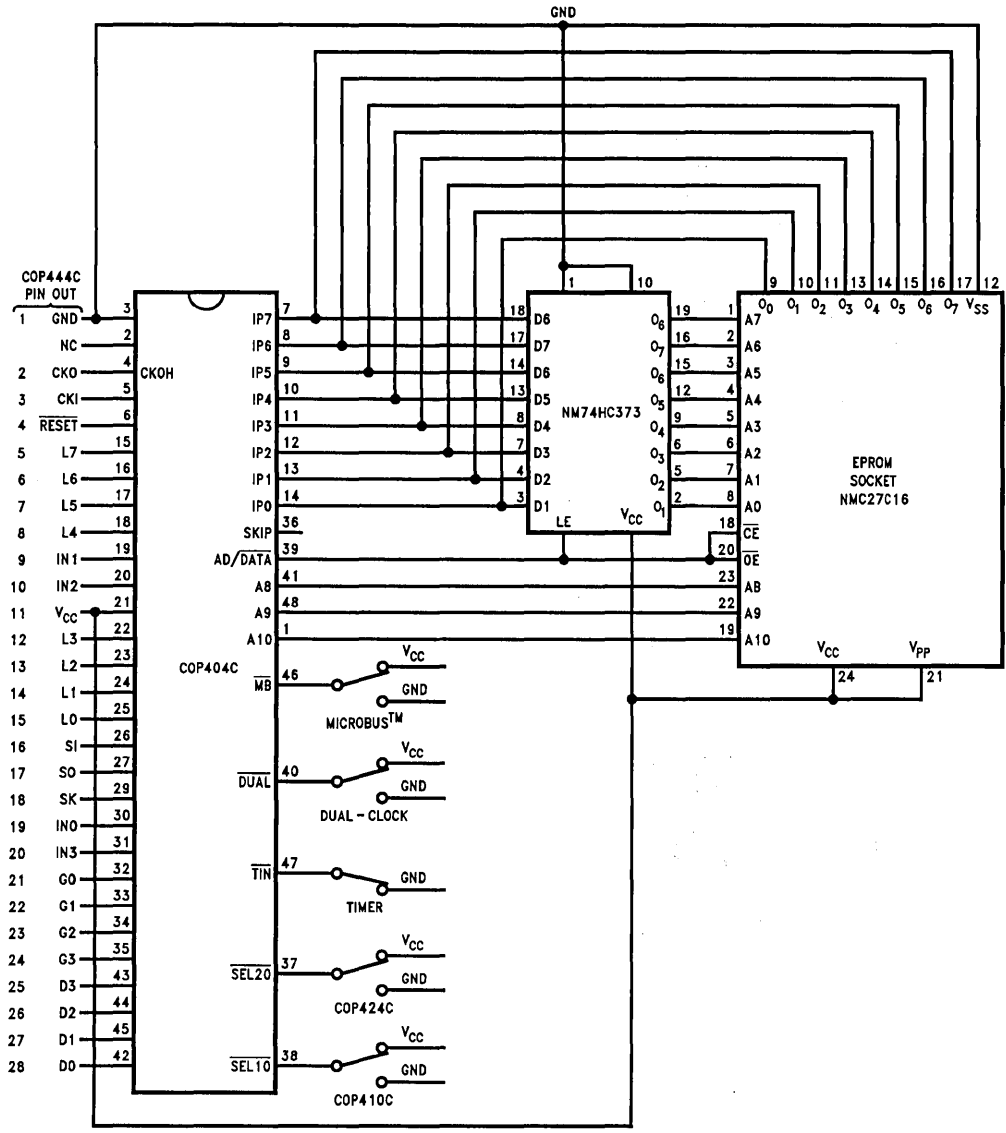 GND
COP444C
PIN OUT
1 GND 3
NC 2
2 CKO 4 CKOH
3 CKI 5
4 RESET 6
5 L7 15
6 L6 16
7 L5 17
8 L4 18
9 IN1 19
10 IN2 20
11 VCC 21
12 L3 22
13 L2 23
14 L1 24
15 L0 25
16 SI 26
17 SO 27
18 SK 29
19 IN0 30
20 IN3 31
21 G0 32
22 G1 33
23 G2 34
24 G3 35
25 D3 43
26 D2 44
27 D1 45
28 D0 42
COP404C
IP7 7
IP6 8
IP5 9
IP4 10
IP3 11
IP2 12
IP1 13
IP0 14
SKIP 36
AD/DATA 39
A8 41
A9 48
A10 1
MB 46
VCC
GND
MICROBUS™
DUAL 40
VCC
GND
DUAL-CLOCK
TIN 47
GND
TIMER
SEL20 37
VCC
GND
COP424C
SEL10 38
VCC
GND
COP410C
1 10
18 D6 O6 19
17 D7 O7 16
14 D6 O6 15
13 D5 O5 12
8 D4 O4 9
7 D3 O3 6
4 D2 O2 5
3 D1 O1 2
NM74HC373
LE VCC
9 10 11 13 14 15 16 17 12
O0 O1 O2 O3 O4 O5 O6 O7 VSS
1 A7
2 A6
3 A5
4 A4
5 A3
6 A2
7 A1
8 A0
18 CE
20 OE
23 AB
22 A9
19 A10
EPROM
SOCKET
NMC27C16
VCC VPP
24 21